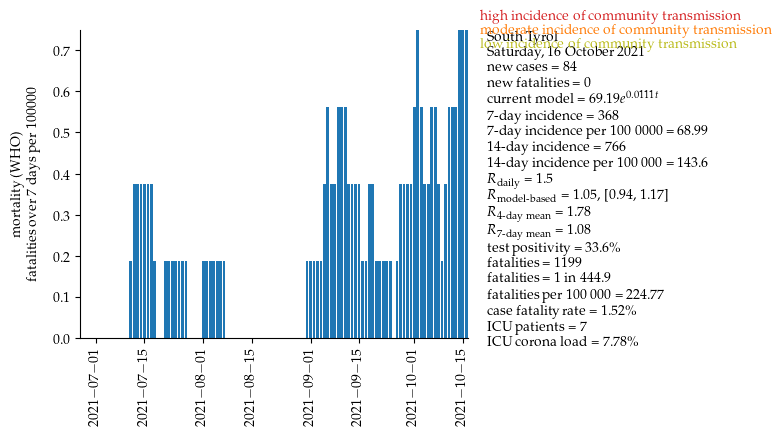 high incidence of community transmission
moderate incidence of community transmission
low incidence of community transmission
South Tyrol
Saturday, 16 October 2021
new cases = 84
new fatalities = 0
current model = 69.19e^0.0111t
7-day incidence = 368
7-day incidence per 100 0000 = 68.99
14-day incidence = 766
14-day incidence per 100 000 = 143.6
R_daily = 1.5
R_model-based = 1.05, [0.94, 1.17]
R_4-day mean = 1.78
R_7-day mean = 1.08
test positivity = 33.6%
fatalities = 1199
fatalities = 1 in 444.9
fatalities per 100 000 = 224.77
case fatality rate = 1.52%
ICU patients = 7
ICU corona load = 7.78%
mortality (WHO)
fatalities over 7 days per 100000
0.7
0.6
0.5
0.4
0.3
0.2
0.1
0.0
2021−07−01
2021−07−15
2021−08−01
2021−08−15
2021−09−01
2021−09−15
2021−10−01
2021−10−15